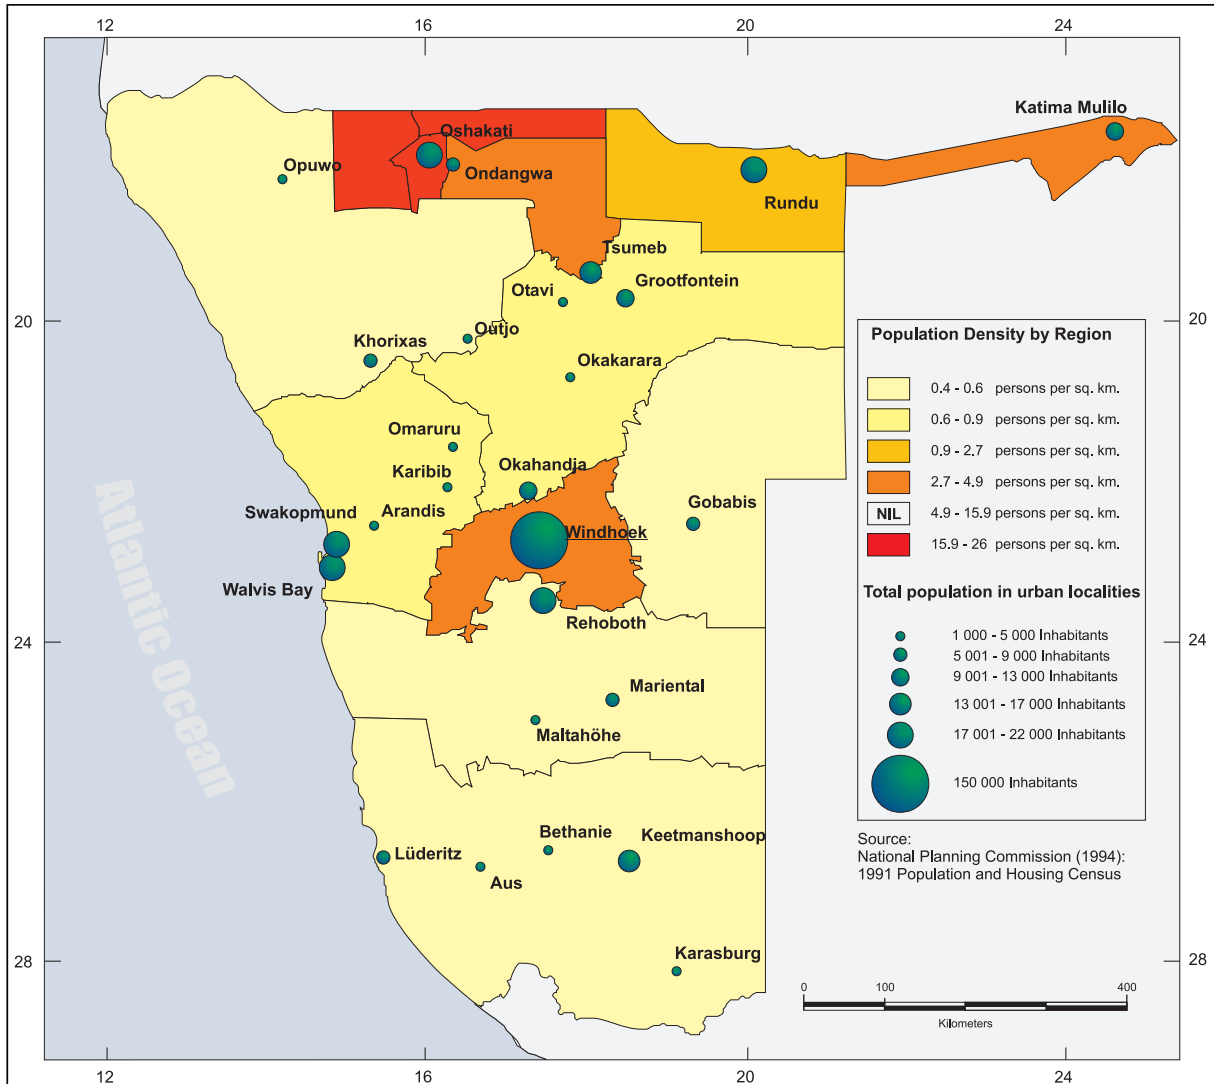 12 16 20 24
Katima Mulilo
Oshakati
Opuwo
Ondangwa
Rundu
Tsumeb
Grootfontein
Otavi
20 20
Outjo
Khorixas
Okakarara
Population Density by Region
0.4 - 0.6 persons per sq. km.
0.6 - 0.9 persons per sq. km.
0.9 - 2.7 persons per sq. km.
2.7 - 4.9 persons per sq. km.
NIL 4.9 - 15.9 persons per sq. km.
15.9 - 26 persons per sq. km.
Omaruru
Karibib
Okahandja
Swakopmund
Arandis
Gobabis
Windhoek
Walvis Bay
Rehoboth
Atlantic Ocean
Total population in urban localities
1 000 - 5 000 Inhabitants
5 001 - 9 000 Inhabitants
9 001 - 13 000 Inhabitants
13 001 - 17 000 Inhabitants
17 001 - 22 000 Inhabitants
150 000 Inhabitants
24 24
Mariental
Maltahöhe
Bethanie
Keetmanshoop
Lüderitz
Aus
Source:
National Planning Commission (1994):
1991 Population and Housing Census
Karasburg
28 28
0 100 400
Kilometers
12 16 20 24